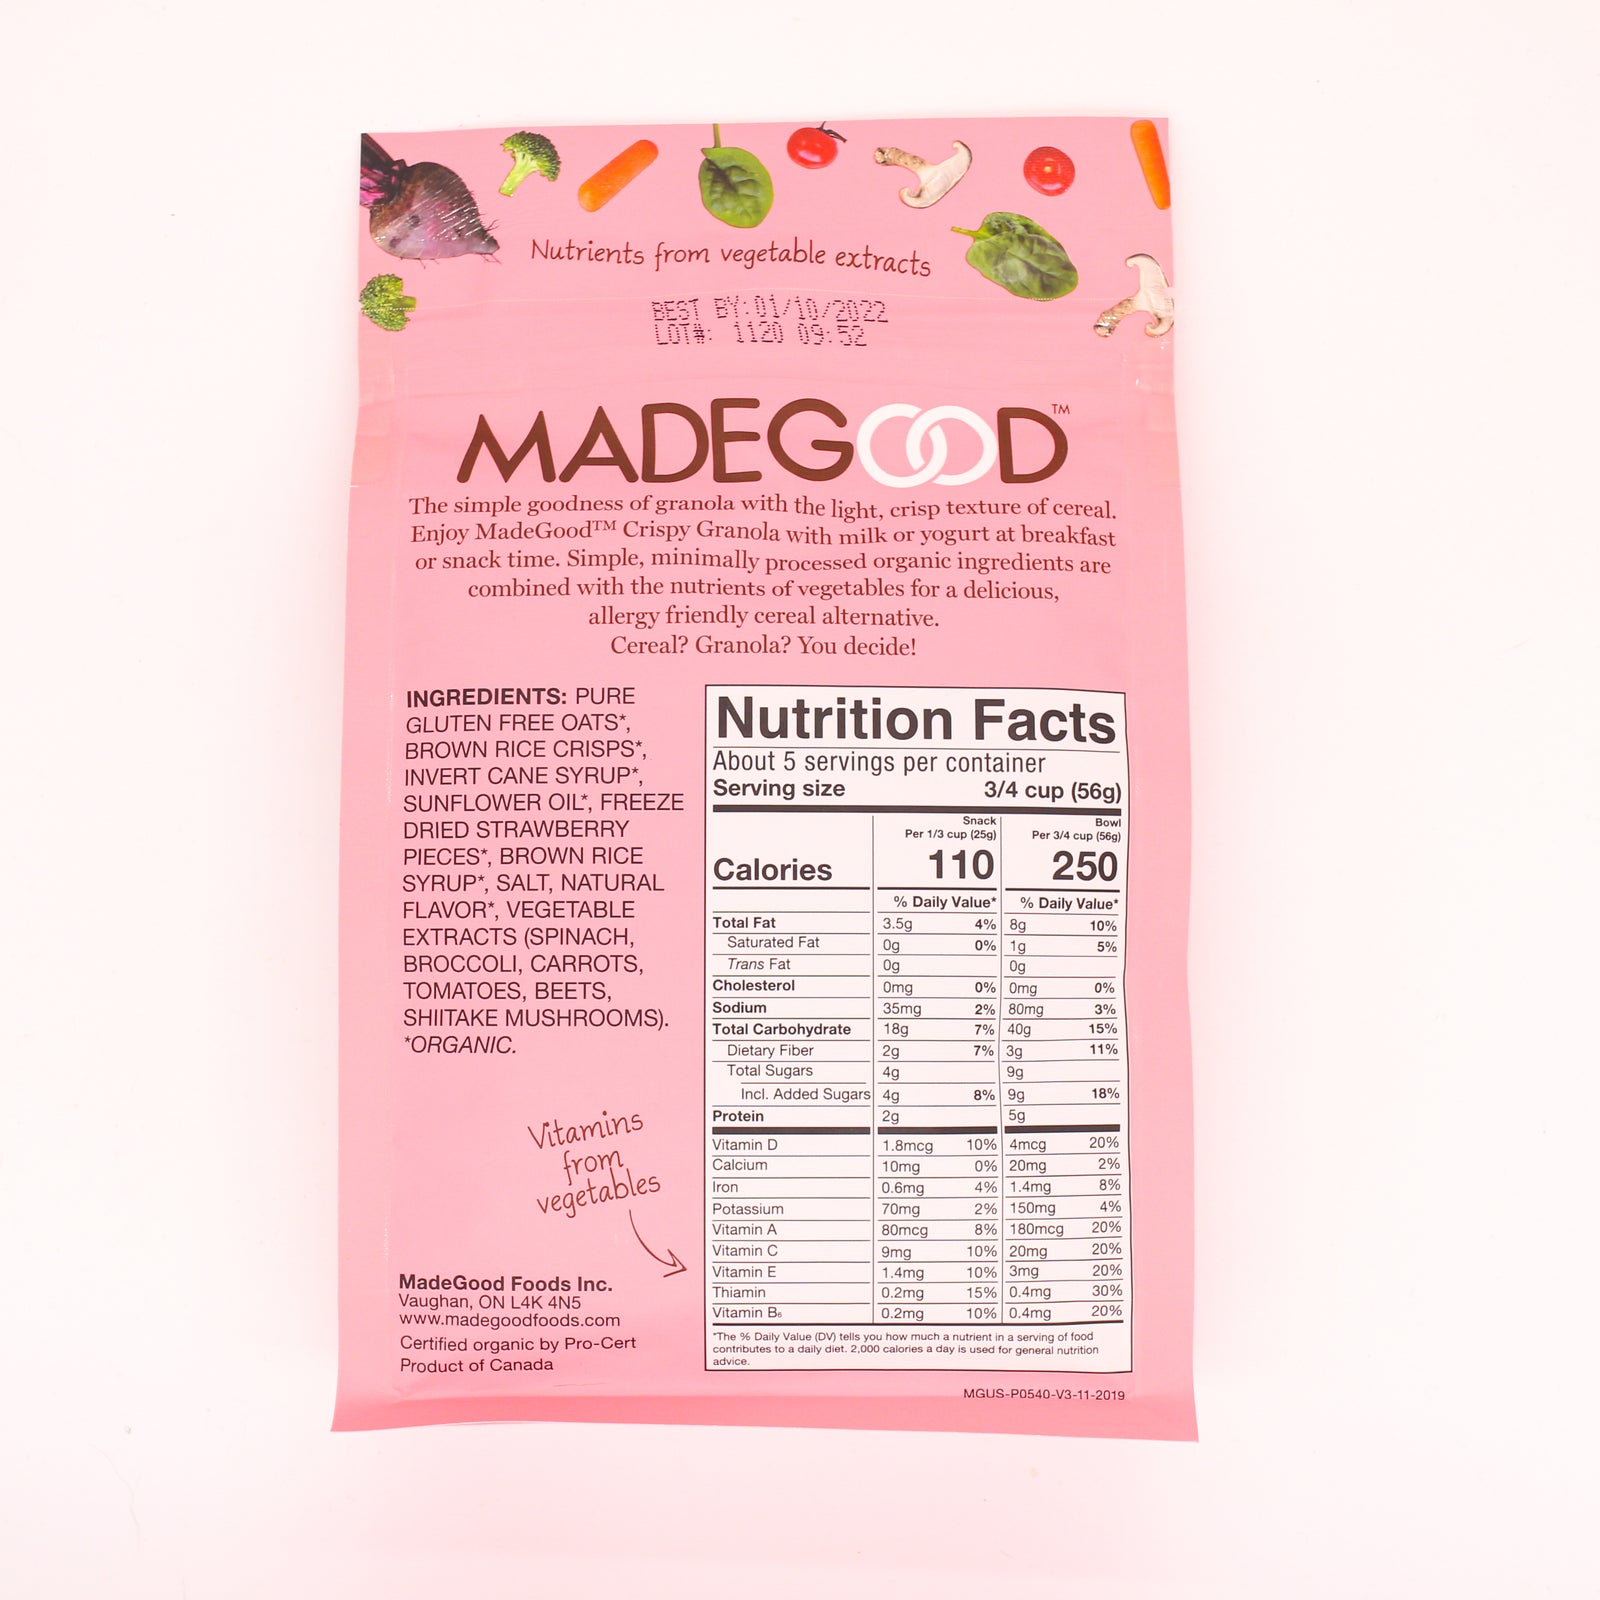 Nutrients from vegetable extracts
BEST BY:01/10/2022
LOT#: 1120 09:52
MADEGOOD™
The simple goodness of granola with the light, crisp texture of cereal.
Enjoy MadeGood™ Crispy Granola with milk or yogurt at breakfast
or snack time. Simple, minimally processed organic ingredients are
combined with the nutrients of vegetables for a delicious,
allergy friendly cereal alternative.
Cereal? Granola? You decide!
INGREDIENTS: PURE
GLUTEN FREE OATS*,
BROWN RICE CRISPS*,
INVERT CANE SYRUP*,
SUNFLOWER OIL*, FREEZE
DRIED STRAWBERRY
PIECES*, BROWN RICE
SYRUP*, SALT, NATURAL
FLAVOR*, VEGETABLE
EXTRACTS (SPINACH,
BROCCOLI, CARROTS,
TOMATOES, BEETS,
SHIITAKE MUSHROOMS).
*ORGANIC.
Vitamins
from
vegetables
MadeGood Foods Inc.
Vaughan, ON L4K 4N5
www.madegoodfoods.com
Certified organic by Pro-Cert
Product of Canada
Nutrition Facts
About 5 servings per container
Serving size 3/4 cup (56g)
Snack Bowl
Per 1/3 cup (25g) Per 3/4 cup (56g)
Calories 110 250
% Daily Value* % Daily Value*
Total Fat 3.5g 4% 8g 10%
Saturated Fat 0g 0% 1g 5%
Trans Fat 0g 0g
Cholesterol 0mg 0% 0mg 0%
Sodium 35mg 2% 80mg 3%
Total Carbohydrate 18g 7% 40g 15%
Dietary Fiber 2g 7% 3g 11%
Total Sugars 4g 9g
Incl. Added Sugars 4g 8% 9g 18%
Protein 2g 5g
Vitamin D 1.8mcg 10% 4mcg 20%
Calcium 10mg 0% 20mg 2%
Iron 0.6mg 4% 1.4mg 8%
Potassium 70mg 2% 150mg 4%
Vitamin A 80mcg 8% 180mcg 20%
Vitamin C 9mg 10% 20mg 20%
Vitamin E 1.4mg 10% 3mg 20%
Thiamin 0.2mg 15% 0.4mg 30%
Vitamin B₆ 0.2mg 10% 0.4mg 20%
*The % Daily Value (DV) tells you how much a nutrient in a serving of food
contributes to a daily diet. 2,000 calories a day is used for general nutrition
advice.
MGUS-P0540-V3-11-2019